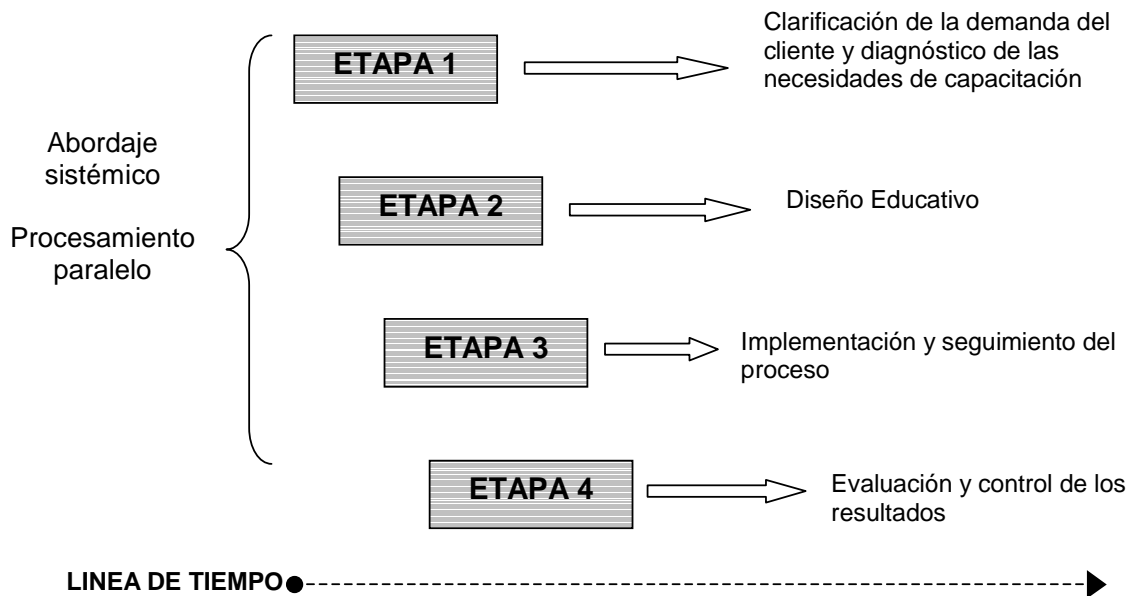 ETAPA 1
Clarificación de la demanda del
cliente y diagnóstico de las
necesidades de capacitación
Abordaje
sistémico
Procesamiento
paralelo
ETAPA 2
Diseño Educativo
ETAPA 3
Implementación y seguimiento del
proceso
ETAPA 4
Evaluación y control de los
resultados
LINEA DE TIEMPO